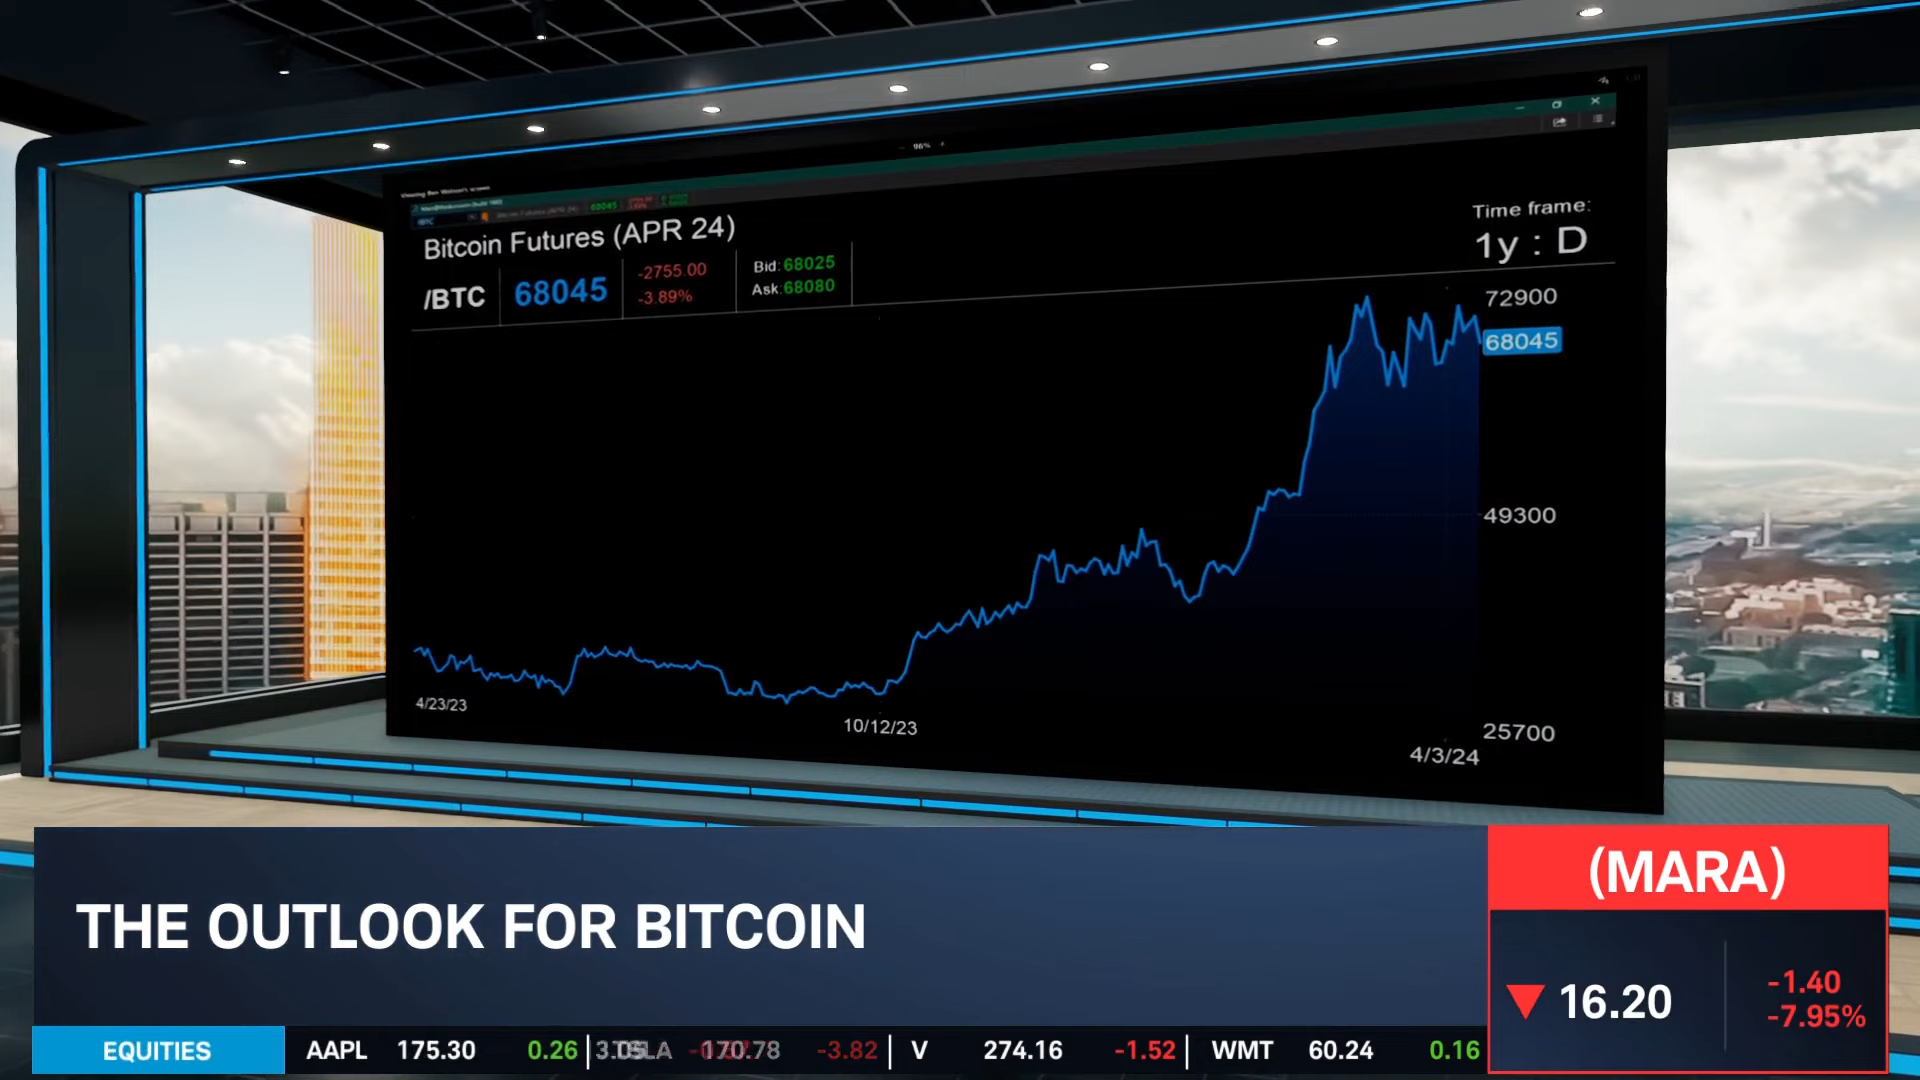 96%
Bitcoin Futures (APR 24)
/BTC
68045
-2755.00
-3.89%
Bid: 68025
Ask: 68080
Time frame:
1y : D
72900
68045
49300
25700
4/23/23
10/12/23
4/3/24
THE OUTLOOK FOR BITCOIN
(MARA)
16.20
-1.40
-7.95%
EQUITIES
AAPL 175.30 0.26
170.78 -3.82
V 274.16 -1.52
WMT 60.24 0.16